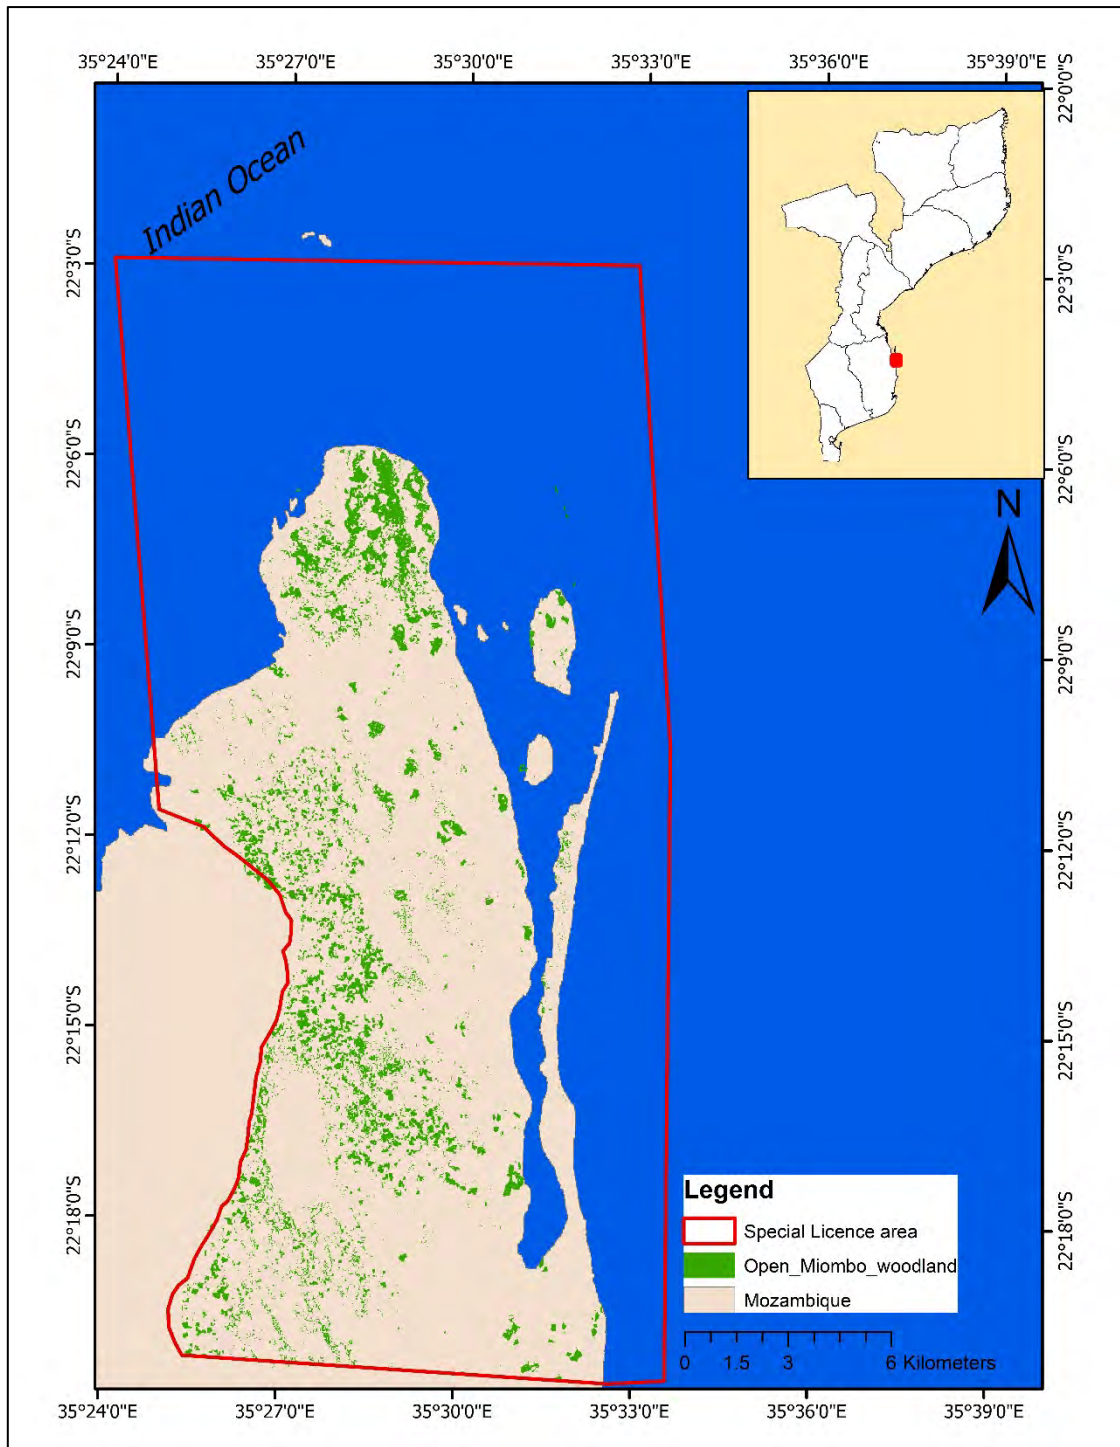 35°24'0"E 35°27'0"E 35°30'0"E 35°33'0"E 35°36'0"E 35°39'0"E
22°0'0"S
Indian Ocean
22°3'0"S 22°3'0"S
22°6'0"S 22°6'0"S
N
22°9'0"S 22°9'0"S
22°12'0"S 22°12'0"S
22°15'0"S 22°15'0"S
22°18'0"S 22°18'0"S
Legend
Special Licence area
Open_Miombo_woodland
Mozambique
0 1.5 3 6 Kilometers
35°24'0"E 35°27'0"E 35°30'0"E 35°33'0"E 35°36'0"E 35°39'0"E